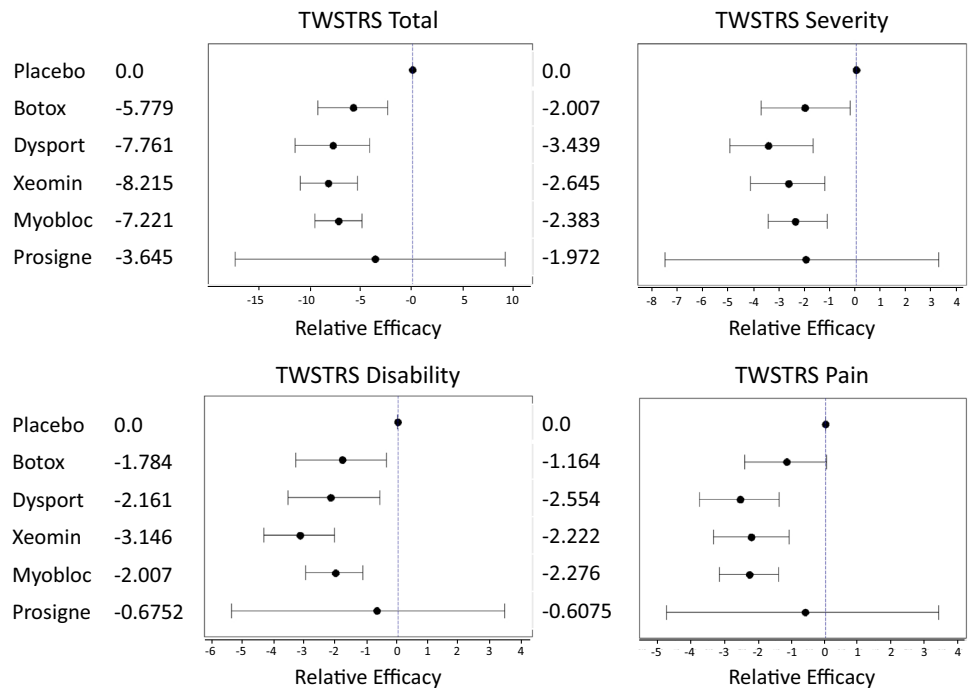 TWSTRS Total
Placebo 0.0
Botox -5.779
Dysport -7.761
Xeomin -8.215
Myobloc -7.221
Prosigne -3.645
-15 -10 -5 -0 5 10
Relative Efficacy
TWSTRS Severity
0.0
-2.007
-3.439
-2.645
-2.383
-1.972
-8 -7 -6 -5 -4 -3 -2 -1 0 1 2 3 4
Relative Efficacy
TWSTRS Disability
Placebo 0.0
Botox -1.784
Dysport -2.161
Xeomin -3.146
Myobloc -2.007
Prosigne -0.6752
-6 -5 -4 -3 -2 -1 0 1 2 3 4 5 6
Relative Efficacy
TWSTRS Pain
0.0
-1.164
-2.554
-2.222
-2.276
-0.6075
-5 -4 -3 -2 -1 0 1 2 3 4
Relative Efficacy